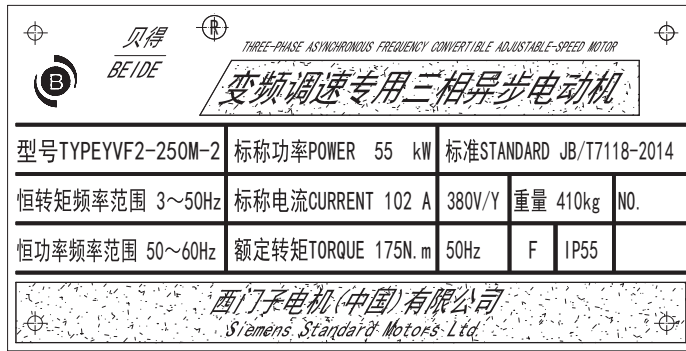 贝得
BEIDE
B
R
THREE-PHASE ASYNCHRONOUS FREQUENCY CONVERTIBLE ADJUSTABLE-SPEED MOTOR
变频调速专用三相异步电动机
型号TYPEYVF2-250M-2 标称功率POWER 55 kW 标准STANDARD JB/T7118-2014
恒转矩频率范围 3～50Hz 标称电流CURRENT 102 A 380V/Y 重量 410kg NO.
恒功率频率范围 50～60Hz 额定转矩TORQUE 175N.m 50Hz F IP55
西门子电机(中国)有限公司
Siemens Standard Motors Ltd.